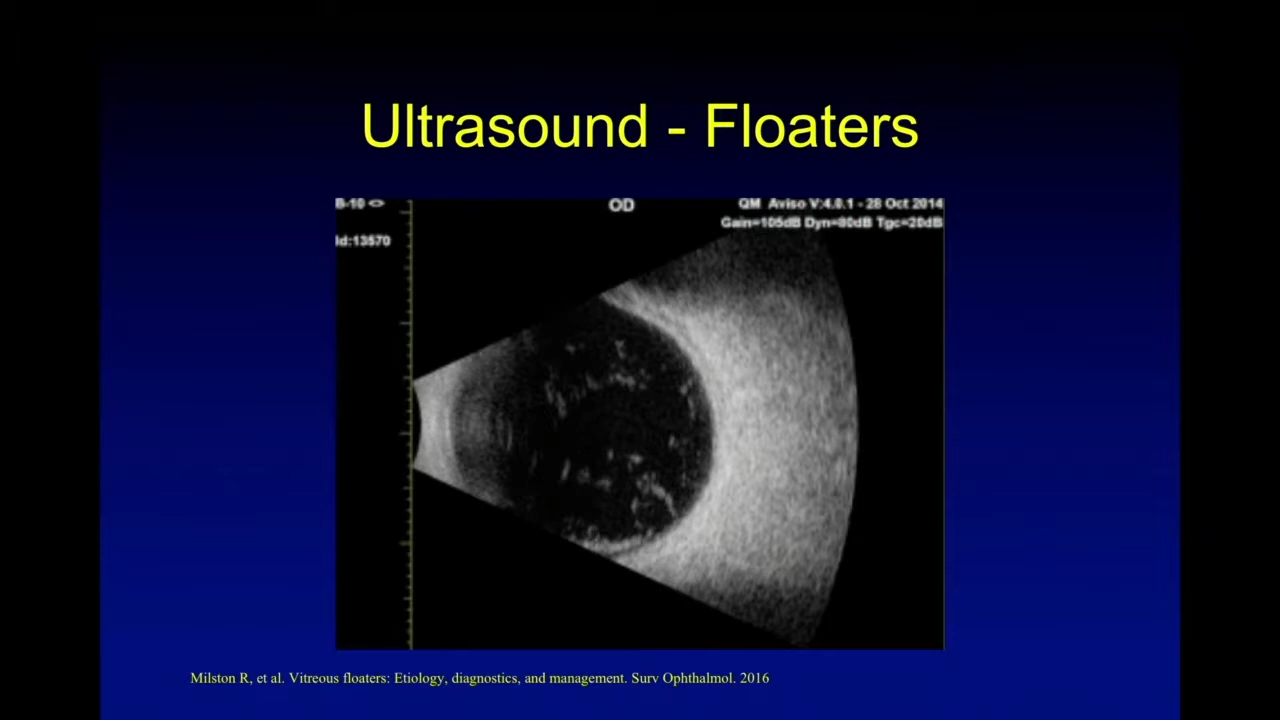 Ultrasound - Floaters
B-10 <>
OD
QM Aviso V:4.0.1 - 28 Oct 2014
Gain=105dB Dyn=80dB Tgc=20dB
Id:13570
Milston R, et al. Vitreous floaters: Etiology, diagnostics, and management. Surv Ophthalmol. 2016